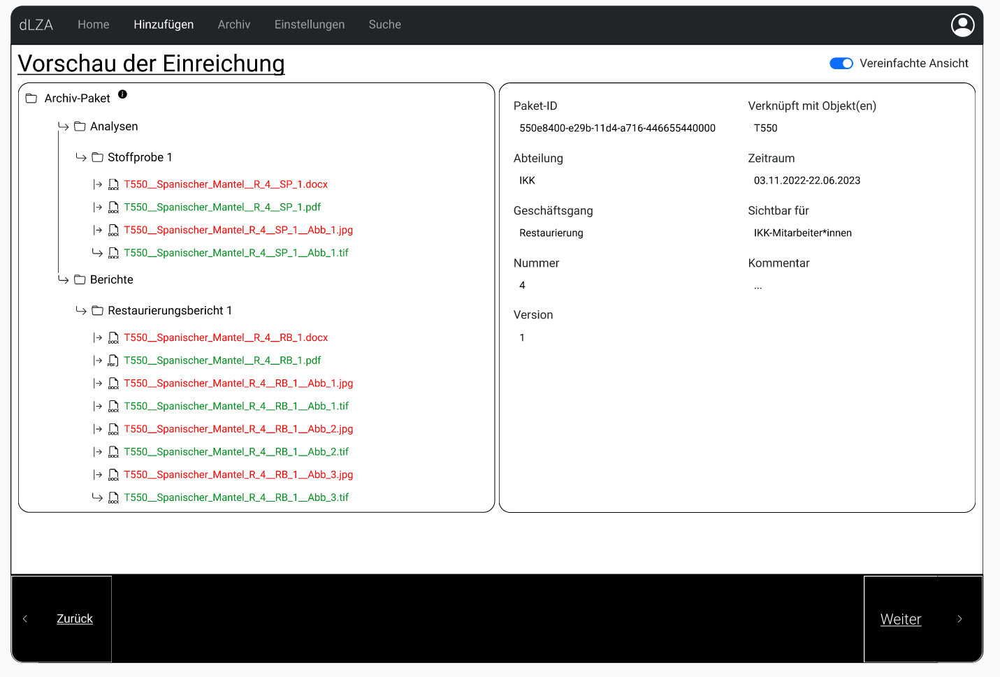 dLZA Home Hinzufügen Archiv Einstellungen Suche
Vorschau der Einreichung
Vereinfachte Ansicht
Archiv-Paket
Analysen
Stoffprobe 1
T550__Spanischer_Mantel__R_4__SP_1.docx
T550__Spanischer_Mantel__R_4__SP_1.pdf
T550__Spanischer_Mantel_R_4__SP_1__Abb_1.jpg
T550__Spanischer_Mantel_R_4__SP_1__Abb_1.tif
Berichte
Restaurierungsbericht 1
T550__Spanischer_Mantel__R_4__RB_1.docx
T550__Spanischer_Mantel__R_4__RB_1.pdf
T550__Spanischer_Mantel_R_4__RB_1__Abb_1.jpg
T550__Spanischer_Mantel_R_4__RB_1__Abb_1.tif
T550__Spanischer_Mantel_R_4__RB_1__Abb_2.jpg
T550__Spanischer_Mantel_R_4__RB_1__Abb_2.tif
T550__Spanischer_Mantel_R_4__RB_1__Abb_3.jpg
T550__Spanischer_Mantel_R_4__RB_1__Abb_3.tif
Paket-ID
550e8400-e29b-11d4-a716-446655440000
Abteilung
IKK
Geschäftsgang
Restaurierung
Nummer
4
Version
1
Verknüpft mit Objekt(en)
T550
Zeitraum
03.11.2022-22.06.2023
Sichtbar für
IKK-Mitarbeiter*innen
Kommentar
...
Zurück
Weiter